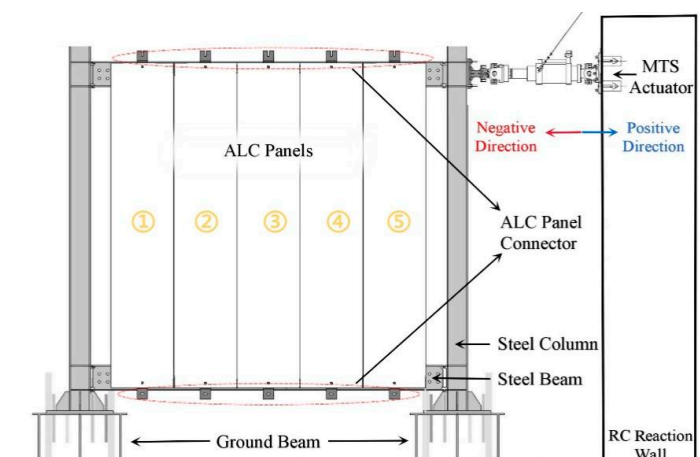 MTS
Actuator
Negative
Direction
Positive
Direction
ALC Panels
① ② ③ ④ ⑤
ALC Panel
Connector
Steel Column
Steel Beam
Ground Beam
RC Reaction
Wall